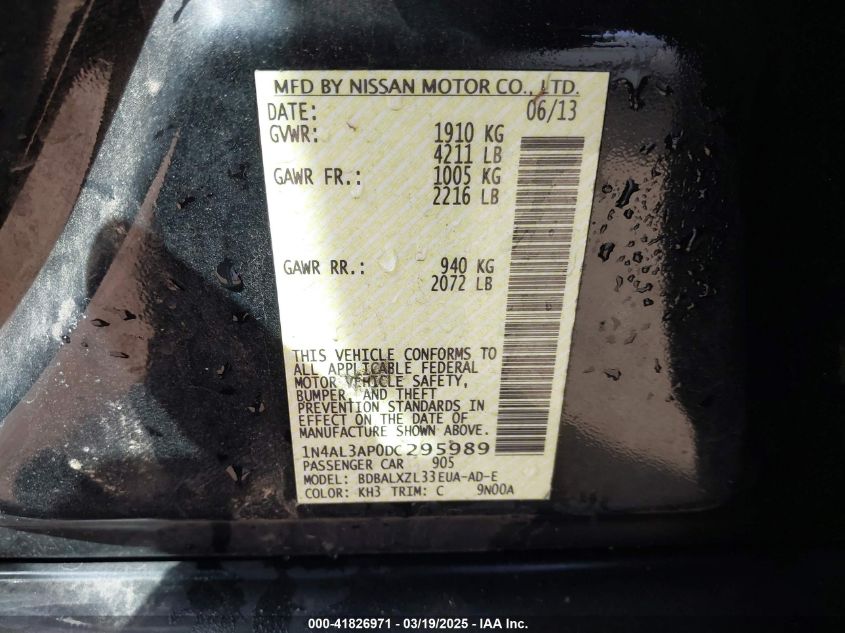 MFD BY NISSAN MOTOR CO., LTD.
DATE: 06/13
GVWR: 1910 KG
4211 LB
GAWR FR.: 1005 KG
2216 LB
GAWR RR.: 940 KG
2072 LB
THIS VEHICLE CONFORMS TO
ALL APPLICABLE FEDERAL
MOTOR VEHICLE SAFETY,
BUMPER, AND THEFT
PREVENTION STANDARDS IN
EFFECT ON THE DATE OF
MANUFACTURE SHOWN ABOVE.
1N4AL3AP0DC295989
PASSENGER CAR 905
MODEL: BDBALXZL33EUA-AD-E
COLOR: KH3 TRIM: C 9N00A
1000-41826971 - 03/19/2025 - IAA Inc.